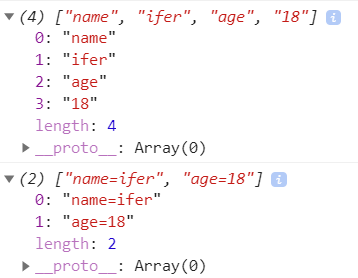 ▼ (4) ["name", "ifer", "age", "18"] i
0: "name"
1: "ifer"
2: "age"
3: "18"
length: 4
▶ __proto__: Array(0)
▼ (2) ["name=ifer", "age=18"] i
0: "name=ifer"
1: "age=18"
length: 2
▶ __proto__: Array(0)